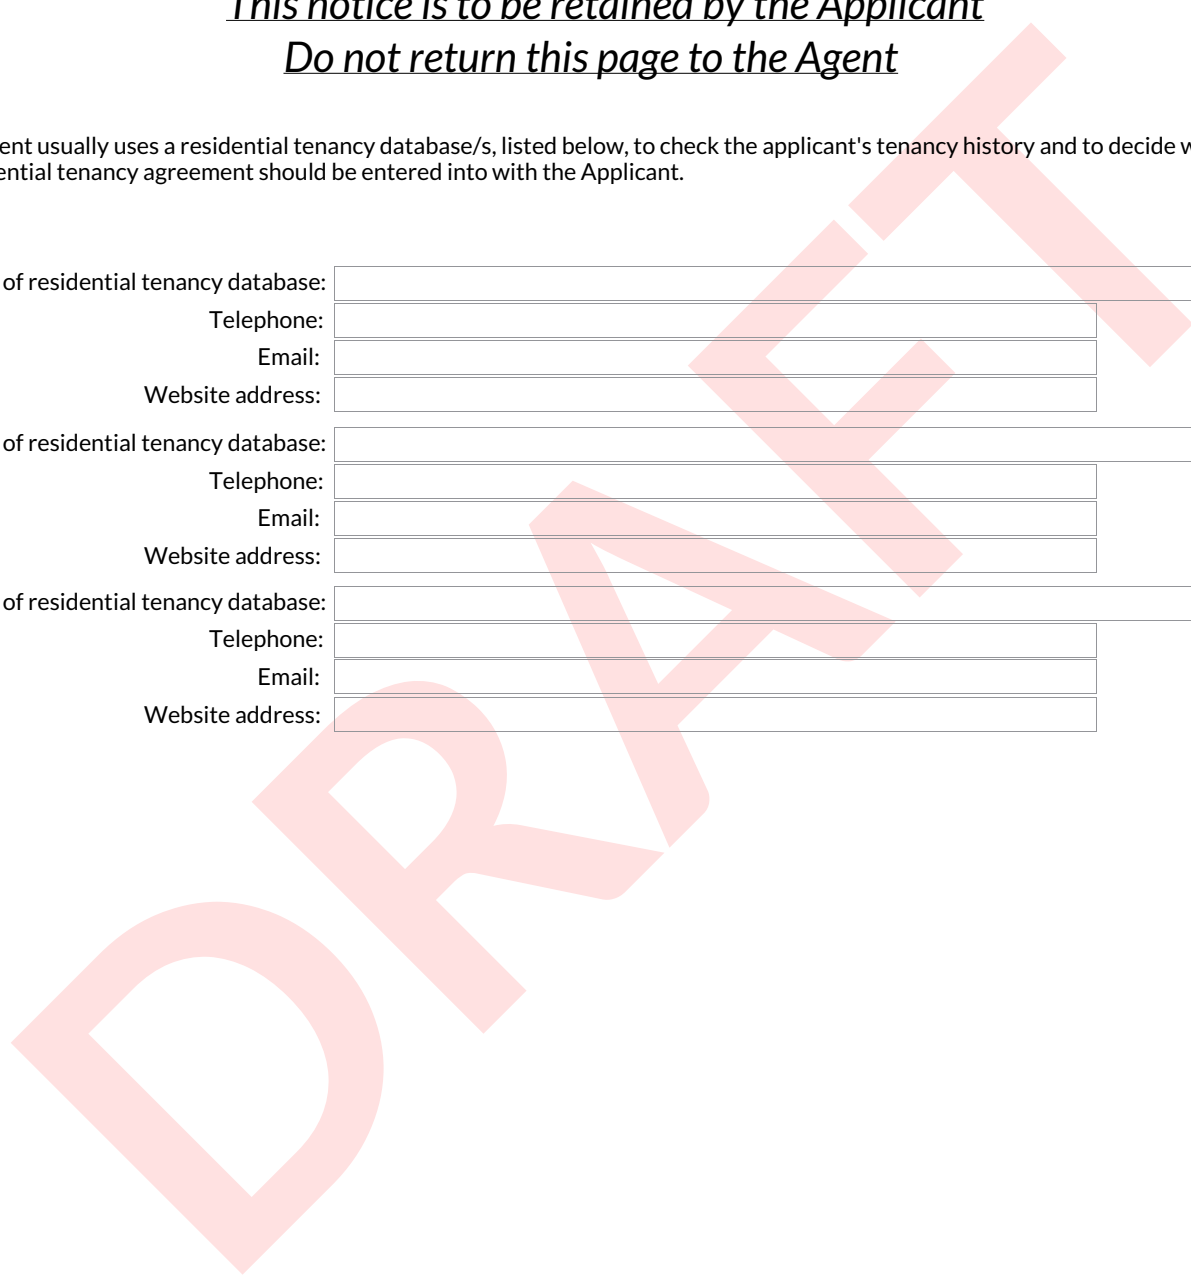 This notice is to be retained by the Applicant
Do not return this page to the Agent
ent usually uses a residential tenancy database/s, listed below, to check the applicant's tenancy history and to decide w
ential tenancy agreement should be entered into with the Applicant.
of residential tenancy database:
Telephone:
Email:
Website address:
of residential tenancy database:
Telephone:
Email:
Website address:
of residential tenancy database:
Telephone:
Email:
Website address:
DRAFT